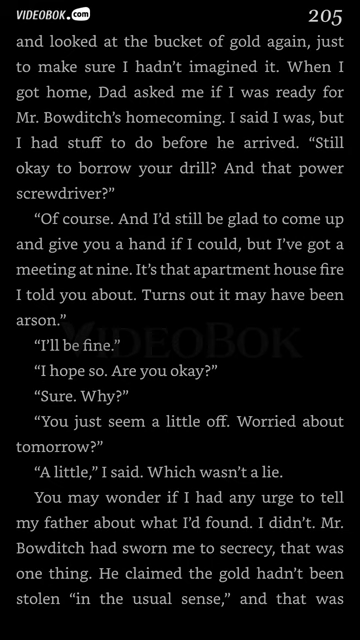 VIDEOBOK.com
205
and looked at the bucket of gold again, just
to make sure I hadn’t imagined it. When I
got home, Dad asked me if I was ready for
Mr. Bowditch’s homecoming. I said I was, but
I had stuff to do before he arrived. “Still
okay to borrow your drill? And that power
screwdriver?”
“Of course. And I’d still be glad to come up
and give you a hand if I could, but I’ve got a
meeting at nine. It’s that apartment house fire
I told you about. Turns out it may have been
arson.”
VIDEOBOK
“I’ll be fine.”
“I hope so. Are you okay?”
“Sure. Why?”
“You just seem a little off. Worried about
tomorrow?”
“A little,” I said. Which wasn’t a lie.
You may wonder if I had any urge to tell
my father about what I’d found. I didn’t. Mr.
Bowditch had sworn me to secrecy, that was
one thing. He claimed the gold hadn’t been
stolen “in the usual sense,” and that was